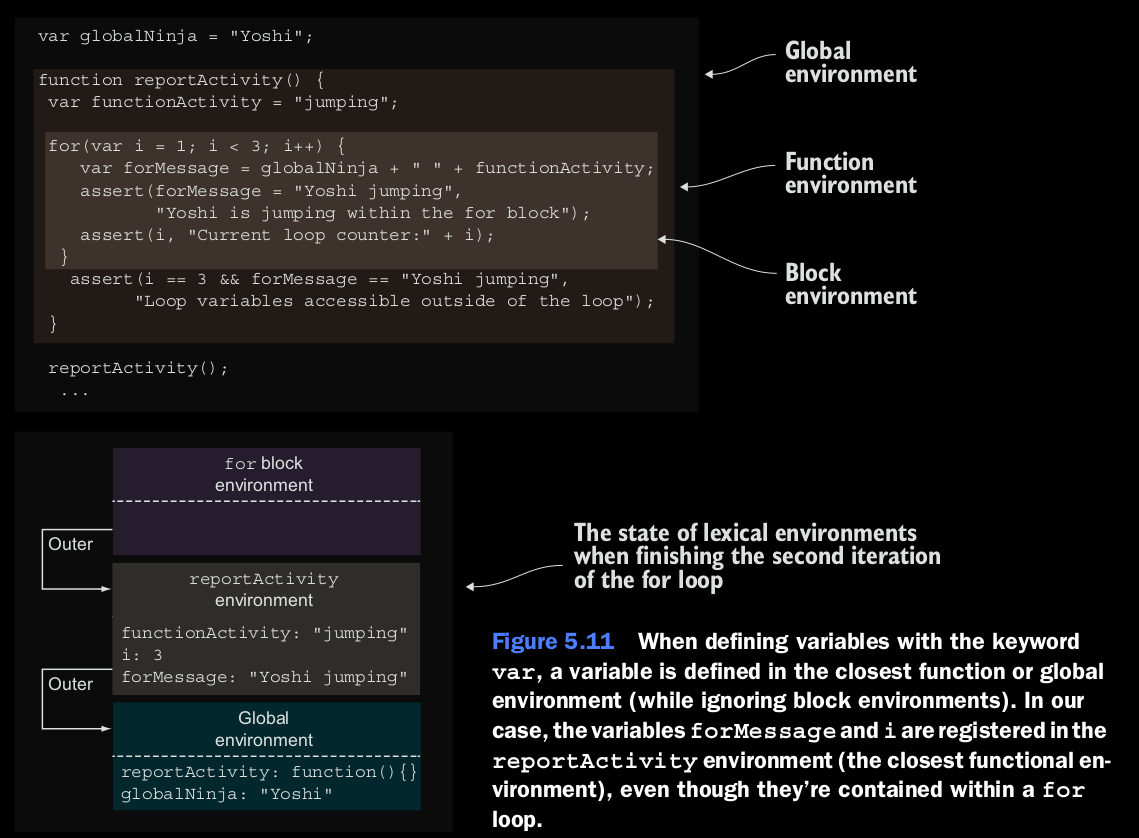 var globalNinja = "Yoshi";
function reportActivity() {
var functionActivity = "jumping";
for(var i = 1; i < 3; i++) {
var forMessage = globalNinja + " " + functionActivity;
assert(forMessage = "Yoshi jumping",
"Yoshi is jumping within the for block");
assert(i, "Current loop counter:" + i);
}
assert(i == 3 && forMessage == "Yoshi jumping",
"Loop variables accessible outside of the loop");
}
reportActivity();
...
Global
environment
Function
environment
Block
environment
for block
environment
Outer
reportActivity
environment
functionActivity: "jumping"
i: 3
forMessage: "Yoshi jumping"
Outer
Global
environment
reportActivity: function(){}
globalNinja: "Yoshi"
The state of lexical environments
when finishing the second iteration
of the for loop
Figure 5.11 When defining variables with the keyword
var, a variable is defined in the closest function or global
environment (while ignoring block environments). In our
case, the variables forMessage and i are registered in the
reportActivity environment (the closest functional en-
vironment), even though they're contained within a for
loop.